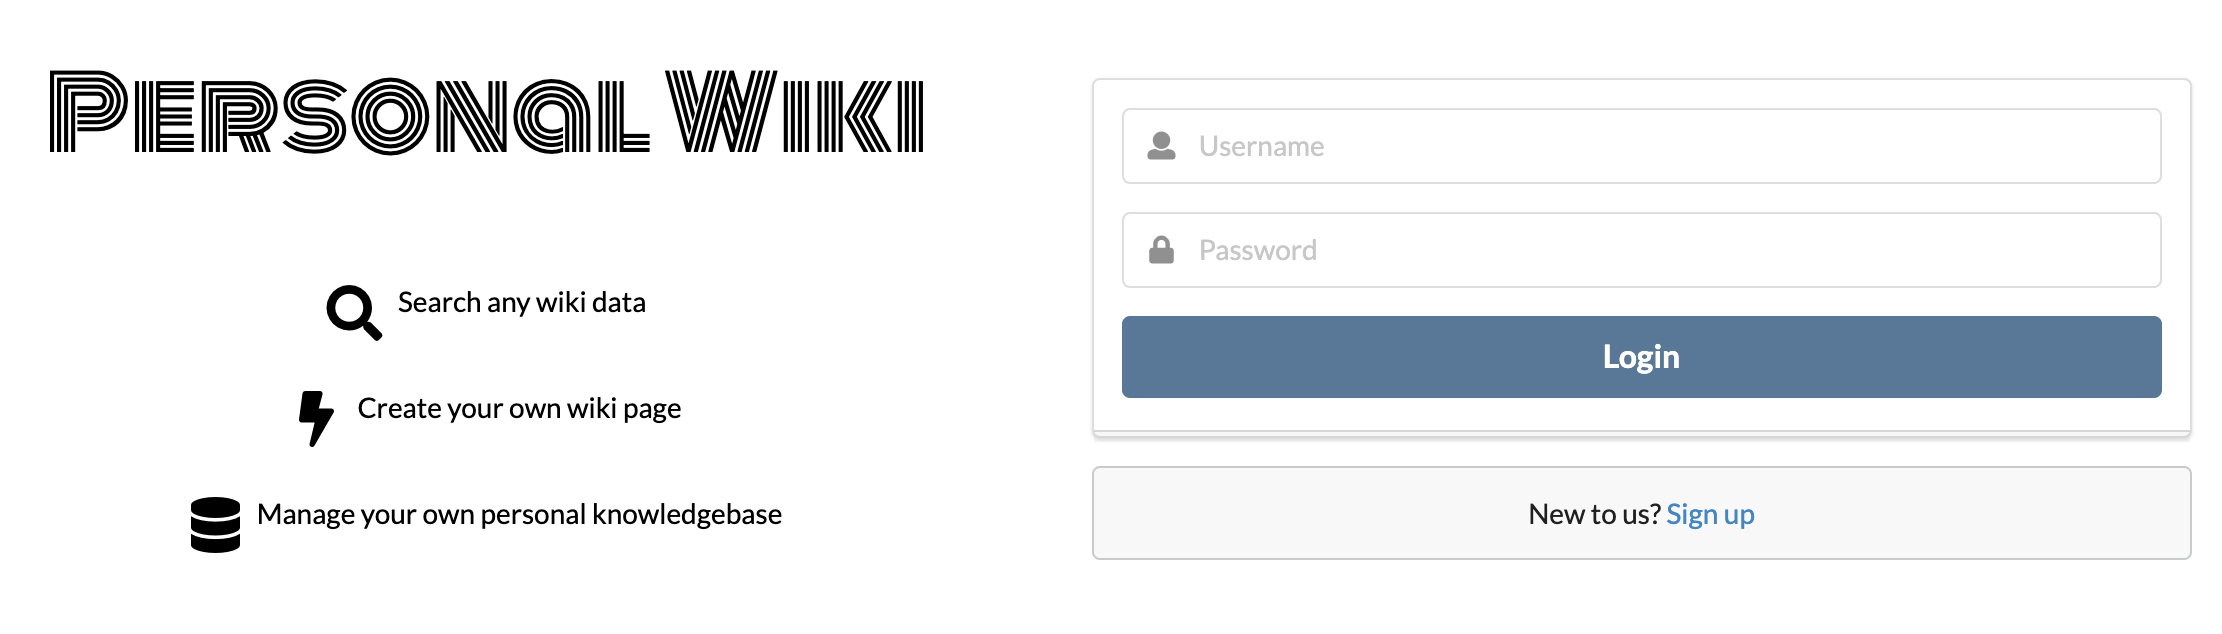 Personal Wiki
Search any wiki data
Create your own wiki page
Manage your own personal knowledgebase
Username
Password
Login
New to us? Sign up